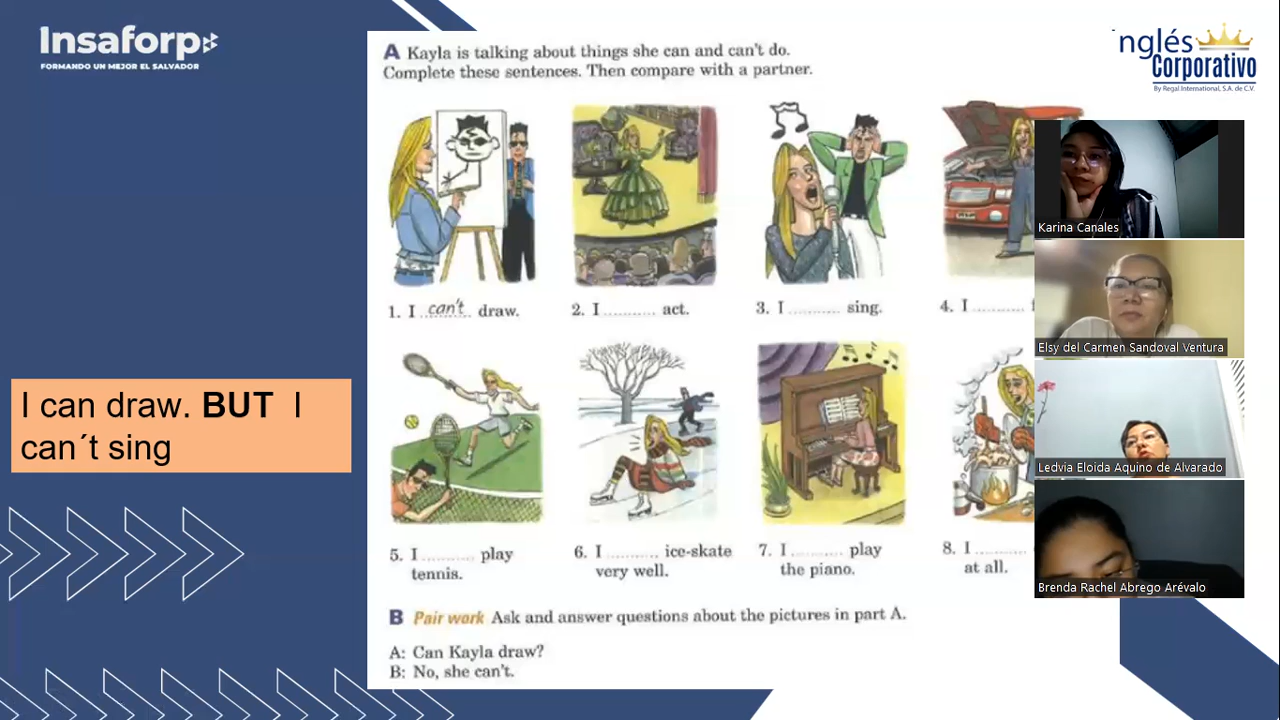 Insaforp
FORMANDO UN MEJOR EL SALVADOR
Inglés
Corporativo
By Regal International, S.A. de C.V.
A Kayla is talking about things she can and can't do.
Complete these sentences. Then compare with a partner.
1. I can't draw.
2. I .......... act.
3. I .......... sing.
4. I ..........
5. I .......... play
tennis.
6. I .......... ice-skate
very well.
7. I .......... play
the piano.
8. I ..........
at all.
B Pair work Ask and answer questions about the pictures in part A.
A: Can Kayla draw?
B: No, she can't.
I can draw. BUT I
can´t sing
Karina Canales
Elsy del Carmen Sandoval Ventura
Ledvia Eloida Aquino de Alvarado
Brenda Rachel Abrego Arévalo